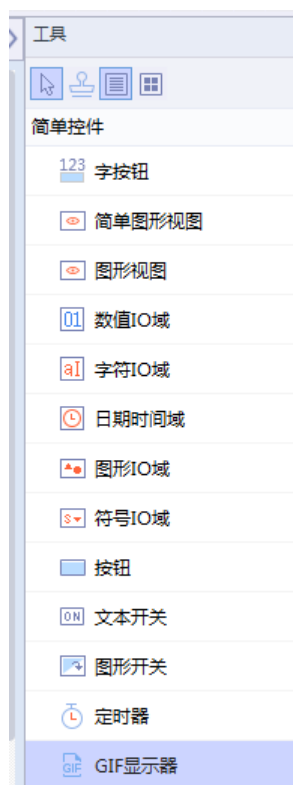 工具
简单控件
123 字按钮
简单图形视图
图形视图
01 数值IO域
aI 字符IO域
日期时间域
图形IO域
S 符号IO域
按钮
ON 文本开关
图形开关
定时器
GIF GIF显示器